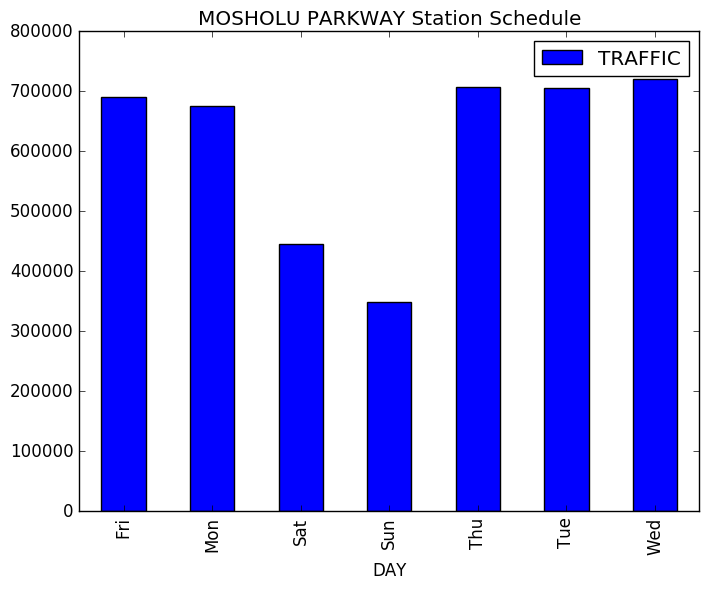 MOSHOLU PARKWAY Station Schedule
TRAFFIC
800000
700000
600000
500000
400000
300000
200000
100000
0
Fri
Mon
Sat
Sun
Thu
Tue
Wed
DAY